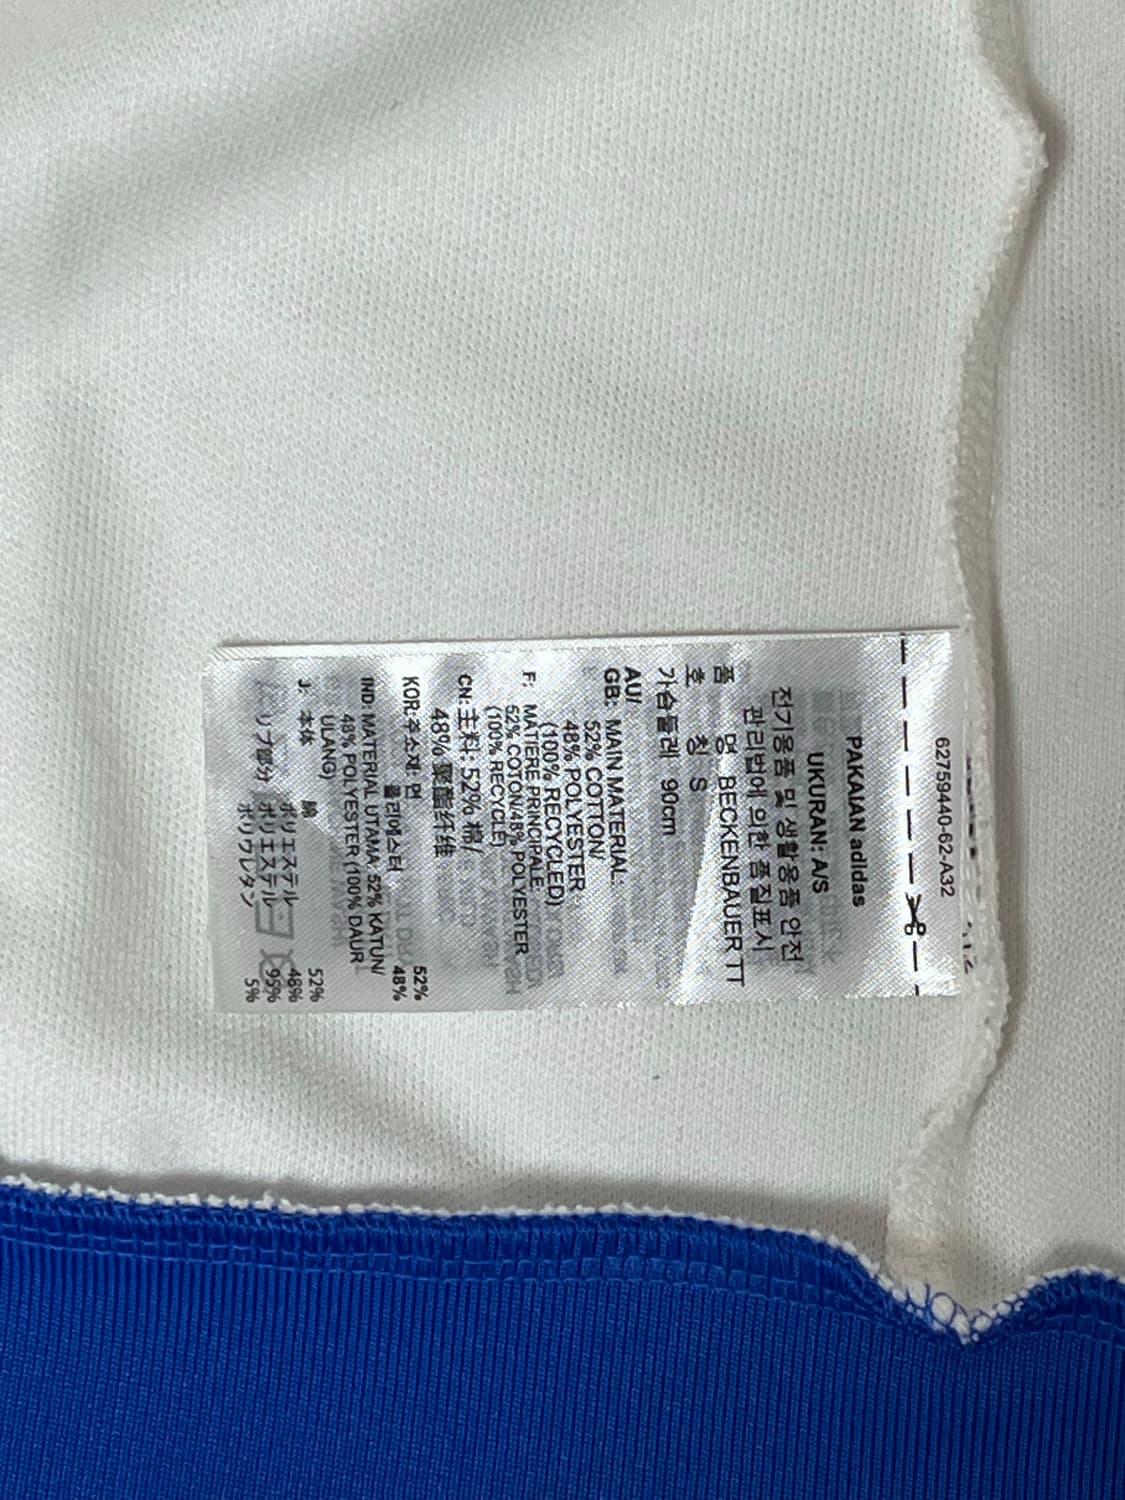 62759440-62-A32
PAKAIAN adidas
UKURAN: A/S
전기용품 및 생활용품 안전
관리법에 의한 품질표시
품 명 BECKENBAUER TT
호 칭 S
가슴둘레 90cm
AU/
GB: MAIN MATERIAL:
52% COTTON/
48% POLYESTER
(100% RECYCLED)
F: MATIERE PRINCIPALE:
52% COTON/48% POLYESTER
(100% RECYCLE)
CN: 主料: 52% 棉/
48% 聚酯纤维
KOR: 주소재: 면 52%
폴리에스터 48%
IND: MATERIAL UTAMA: 52% KATUN/
48% POLYESTER (100% DAUR
ULANG)
J: 本体 綿 52%
ポリエステル 48%
リブ部分 ポリエステル 95%
ポリウレタン 5%